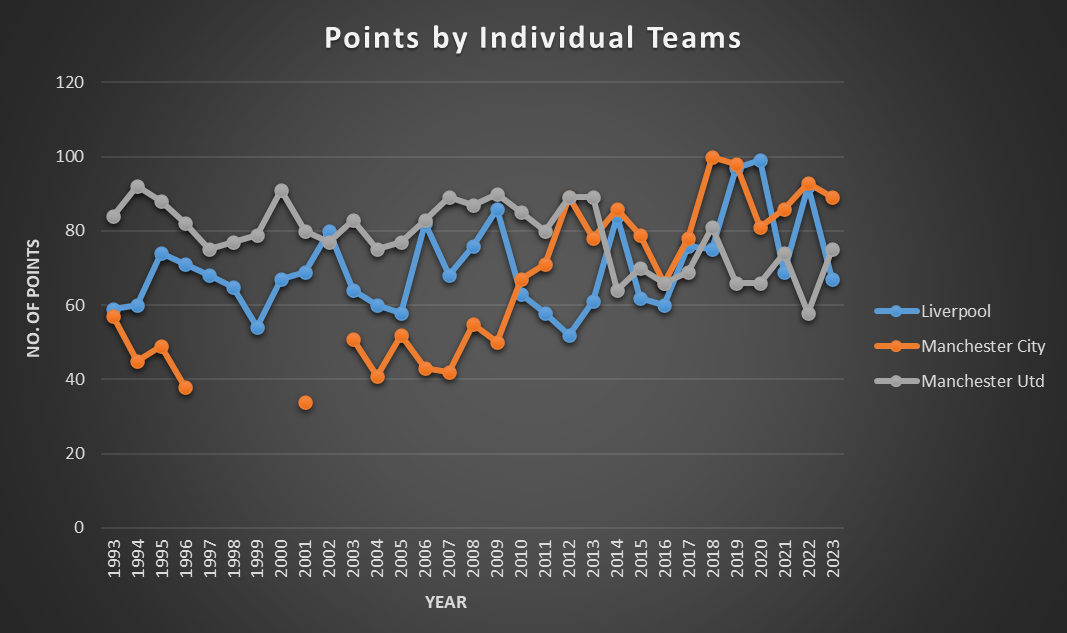 Points by Individual Teams
120
100
80
60
40
20
0
NO. OF POINTS
1993 1994 1995 1996 1997 1998 1999 2000 2001 2002 2003 2004 2005 2006 2007 2008 2009 2010 2011 2012 2013 2014 2015 2016 2017 2018 2019 2020 2021 2022 2023
YEAR
Liverpool
Manchester City
Manchester Utd